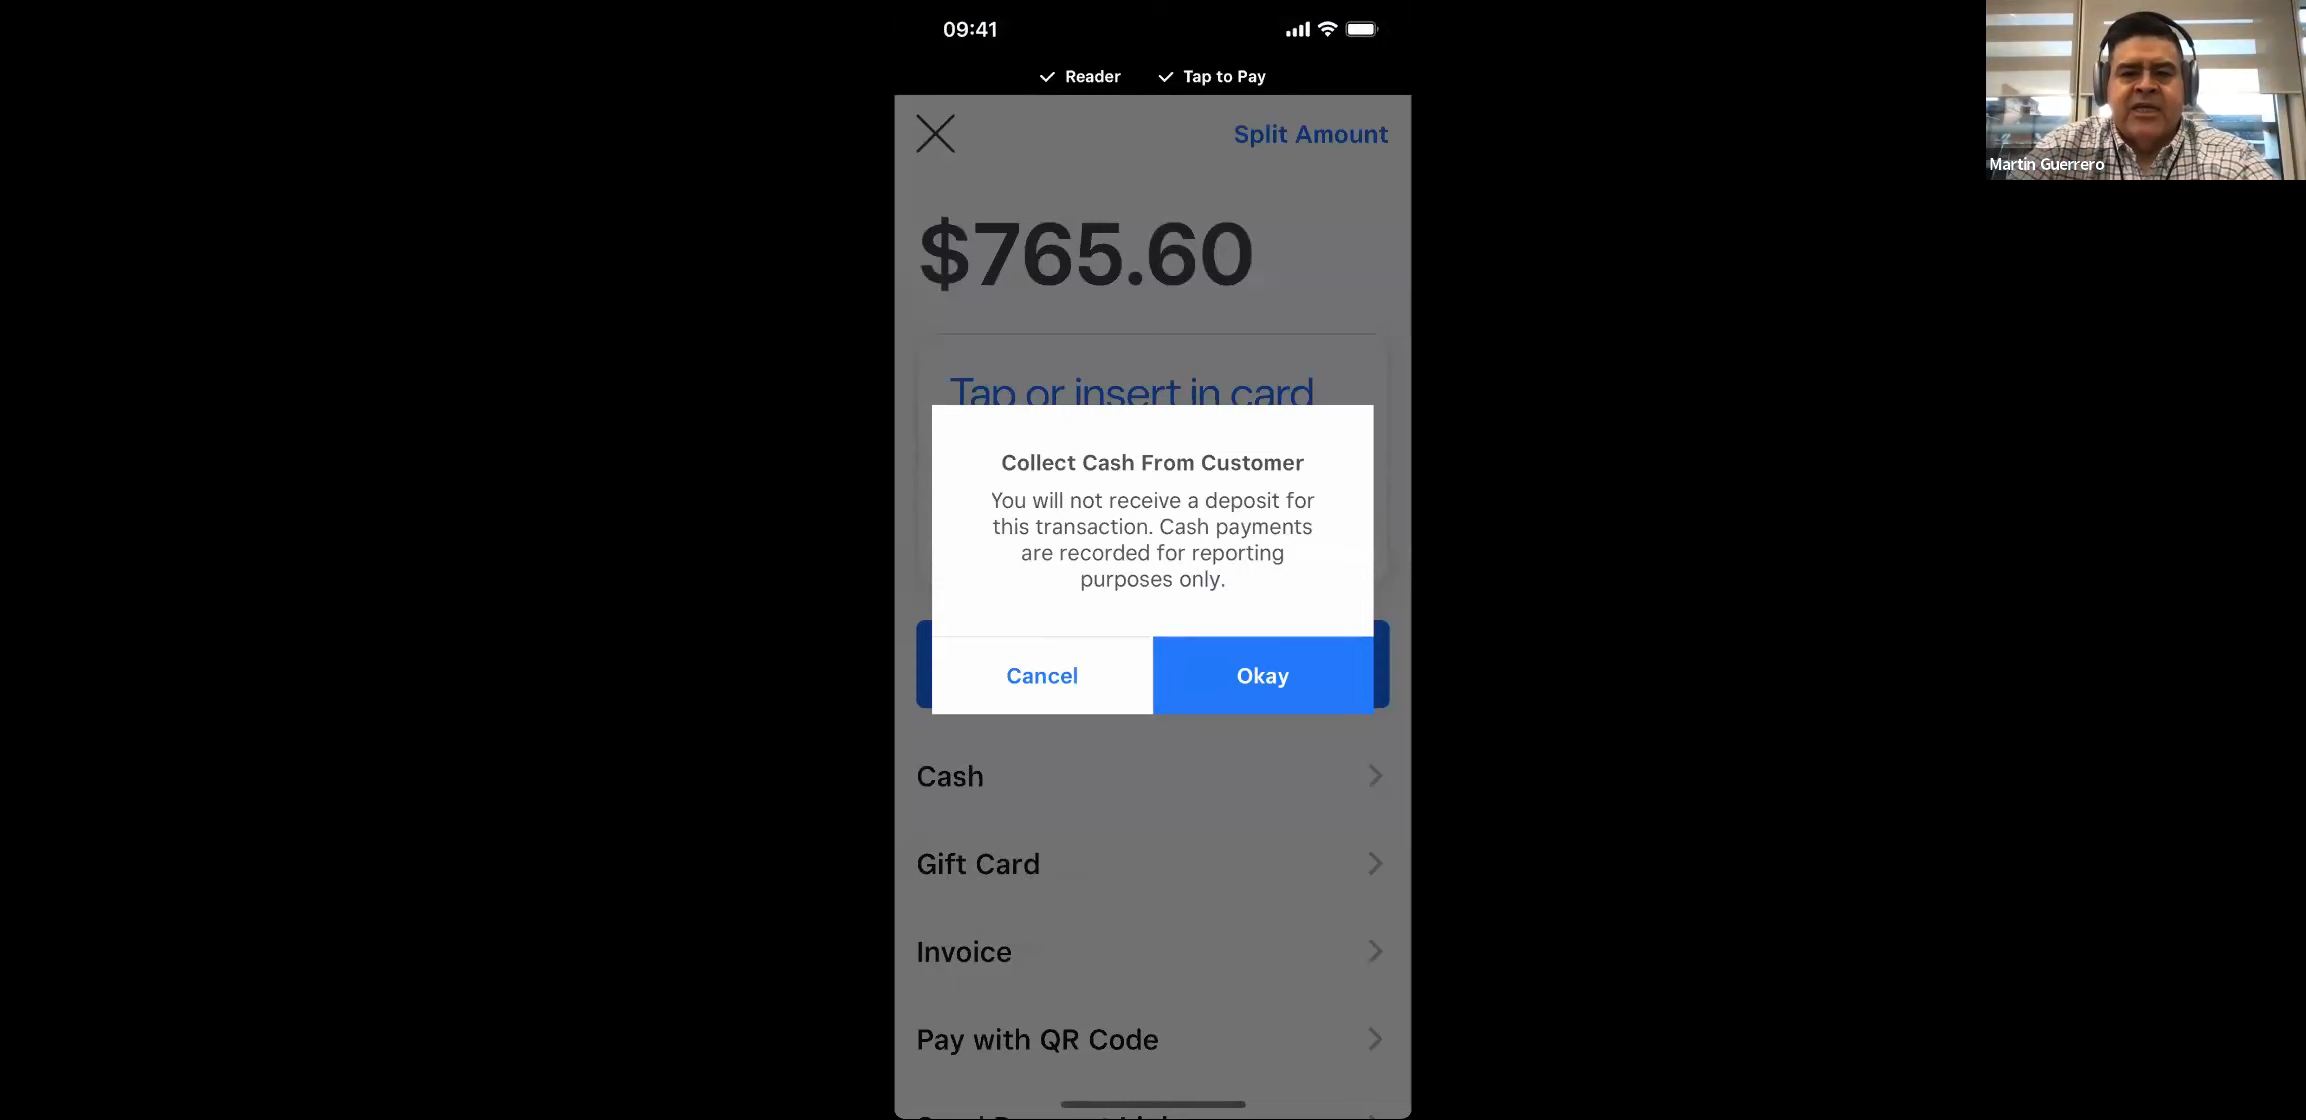 09:41
Reader
Tap to Pay
Split Amount
$765.60
Tap or insert in card
Collect Cash From Customer
You will not receive a deposit for
this transaction. Cash payments
are recorded for reporting
purposes only.
Cancel
Okay
Cash
Gift Card
Invoice
Pay with QR Code
Martin Guerrero